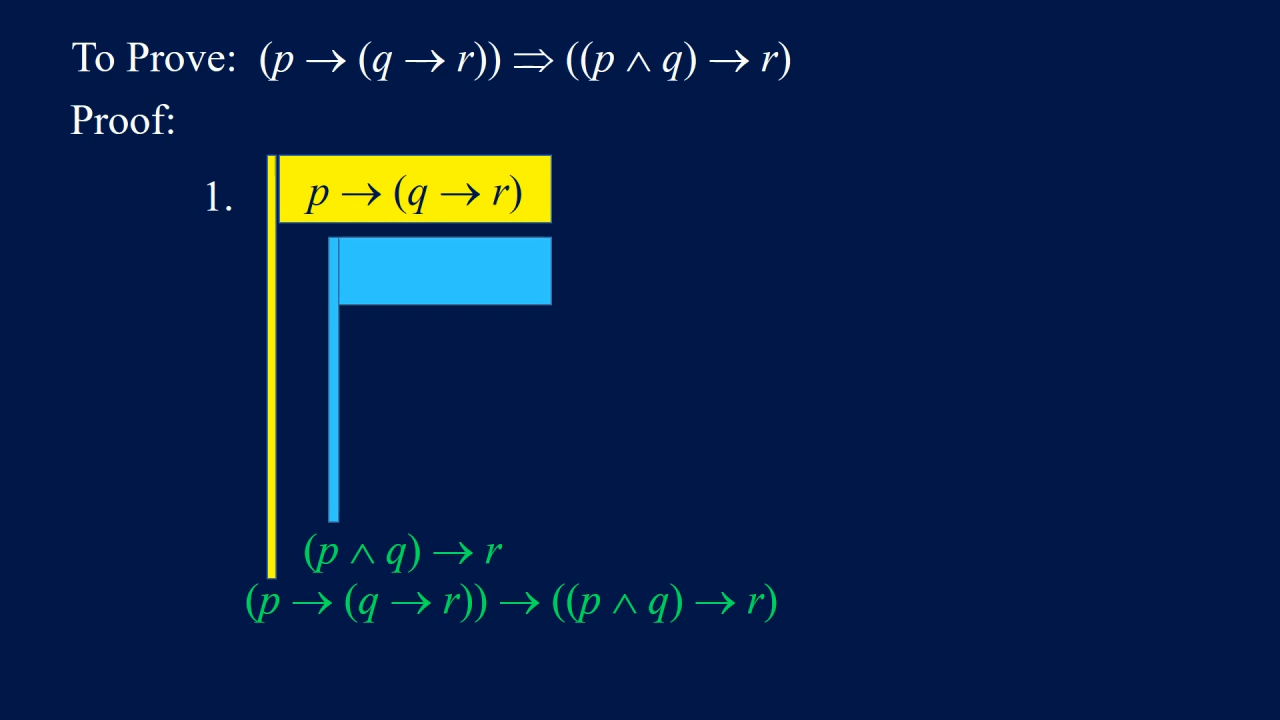 To Prove: (p → (q → r)) ⇒ ((p ∧ q) → r)
Proof:
1. p → (q → r)
(p ∧ q) → r
(p → (q → r)) → ((p ∧ q) → r)